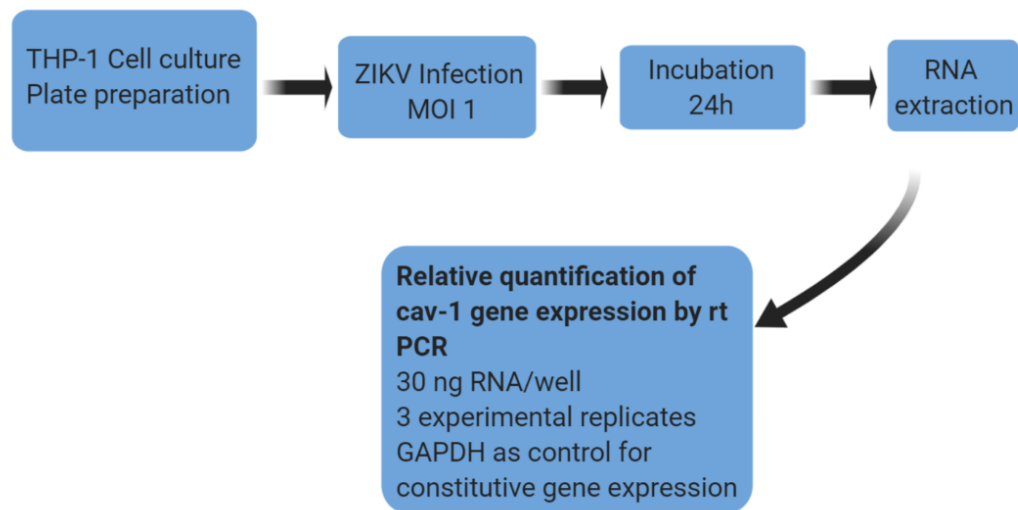 THP-1 Cell culture
Plate preparation
ZIKV Infection
MOI 1
Incubation
24h
RNA
extraction
Relative quantification of
cav-1 gene expression by rt
PCR
30 ng RNA/well
3 experimental replicates
GAPDH as control for
constitutive gene expression